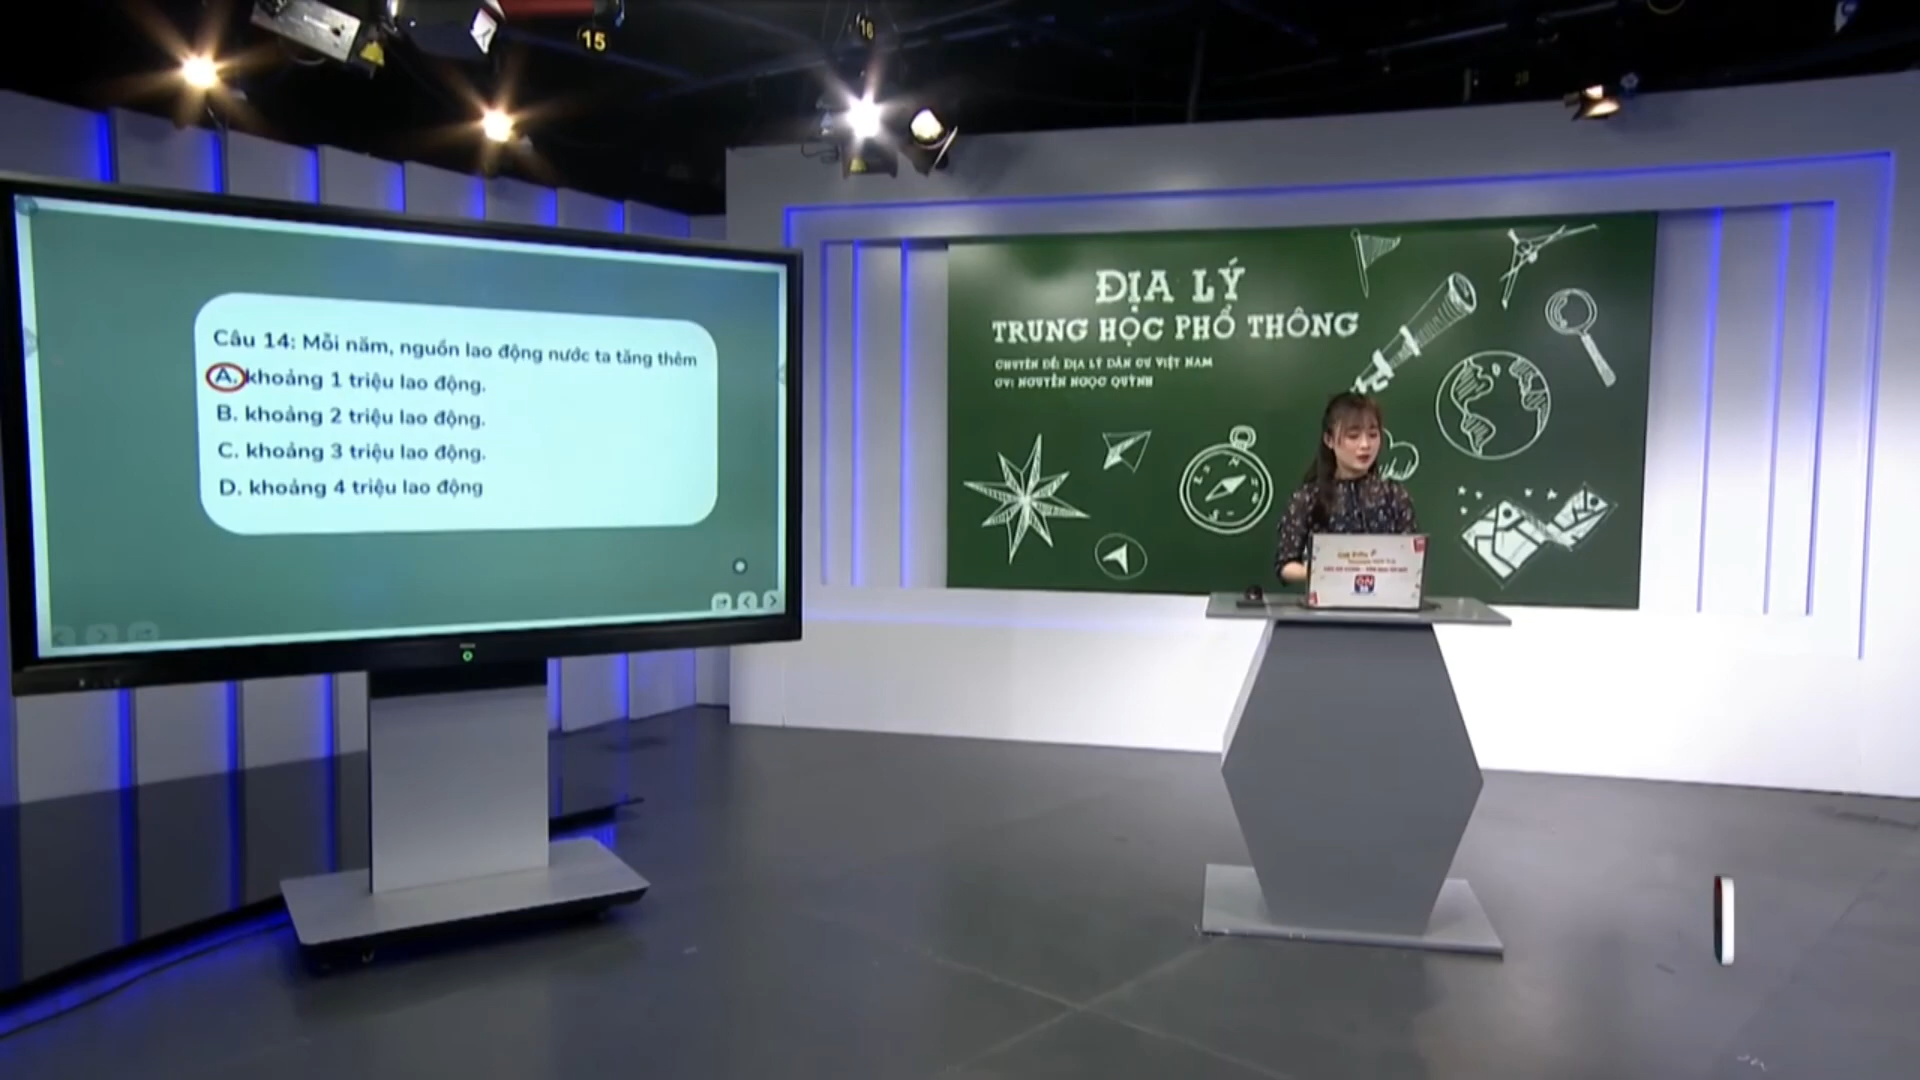 15
16
Câu 14: Mỗi năm, nguồn lao động nước ta tăng thêm
A. khoảng 1 triệu lao động.
B. khoảng 2 triệu lao động.
C. khoảng 3 triệu lao động.
D. khoảng 4 triệu lao động
ĐỊA LÝ
TRUNG HỌC PHỔ THÔNG
CHUYÊN ĐỀ: ĐỊA LÝ DÂN CƯ VIỆT NAM
GV: NGUYỄN NGỌC QUỲNH